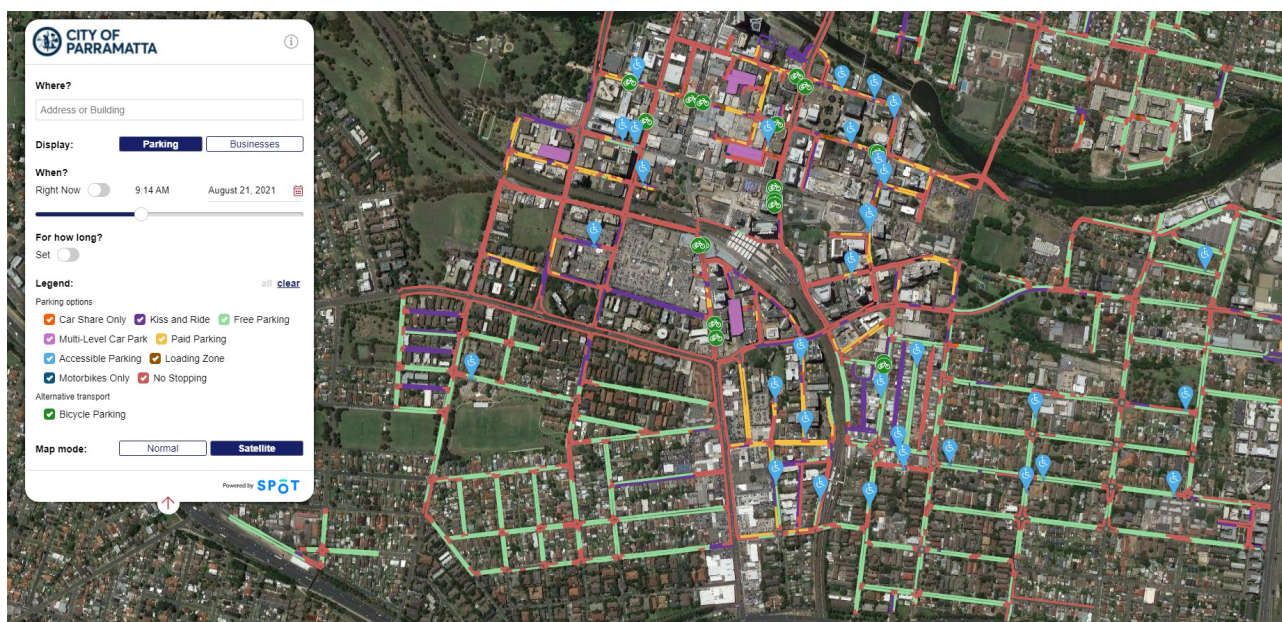 CITY OF
PARRAMATTA
Where?
Address or Building
Display: Parking Businesses
When?
Right Now 9:14 AM August 21, 2021
For how long?
Set
Legend: all clear
Parking options
Car Share Only Kiss and Ride Free Parking
Multi-Level Car Park Paid Parking
Accessible Parking Loading Zone
Motorbikes Only No Stopping
Alternative transport
Bicycle Parking
Map mode: Normal Satellite
Powered by SPOT